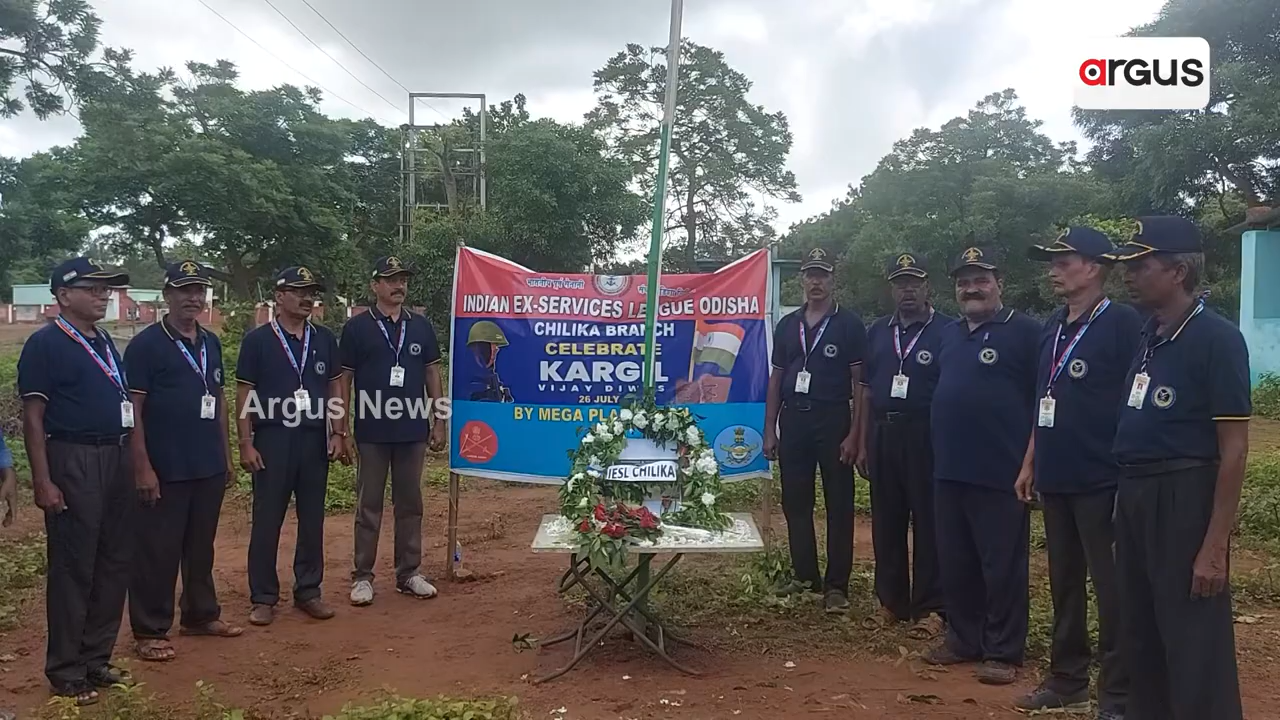 argus
INDIAN EX-SERVICES LEAGUE ODISHA
CHILIKA BRANCH
CELEBRATE
KARGIL
VIJAY DIWAS
26 JULY
BY MEGA
IESL CHILIKA
Argus News